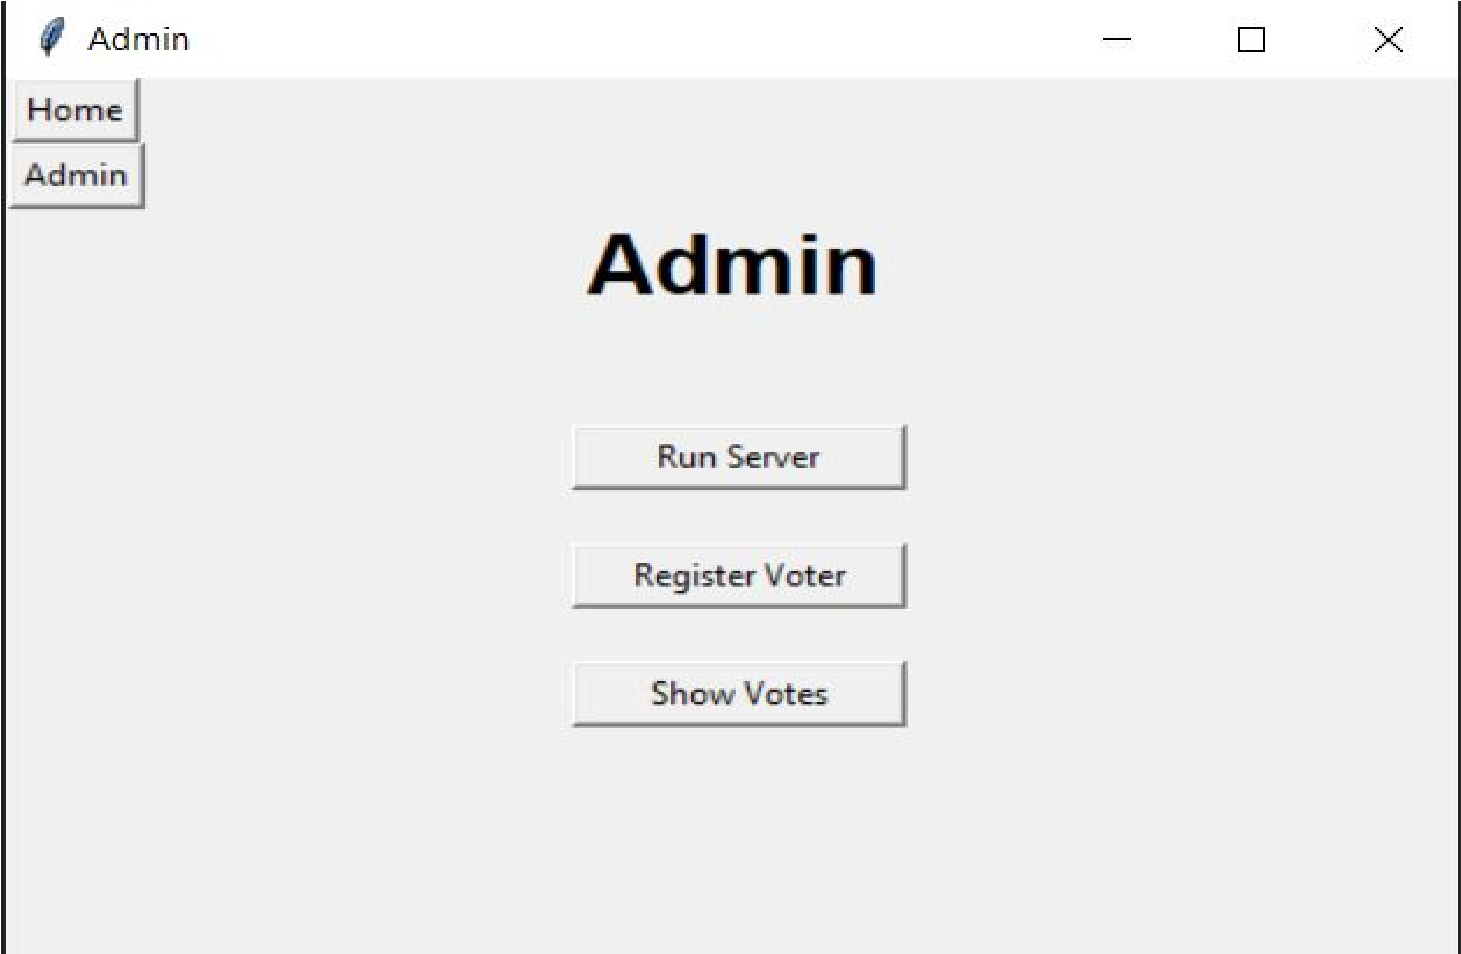 Admin
Home
Admin
Admin
Run Server
Register Voter
Show Votes